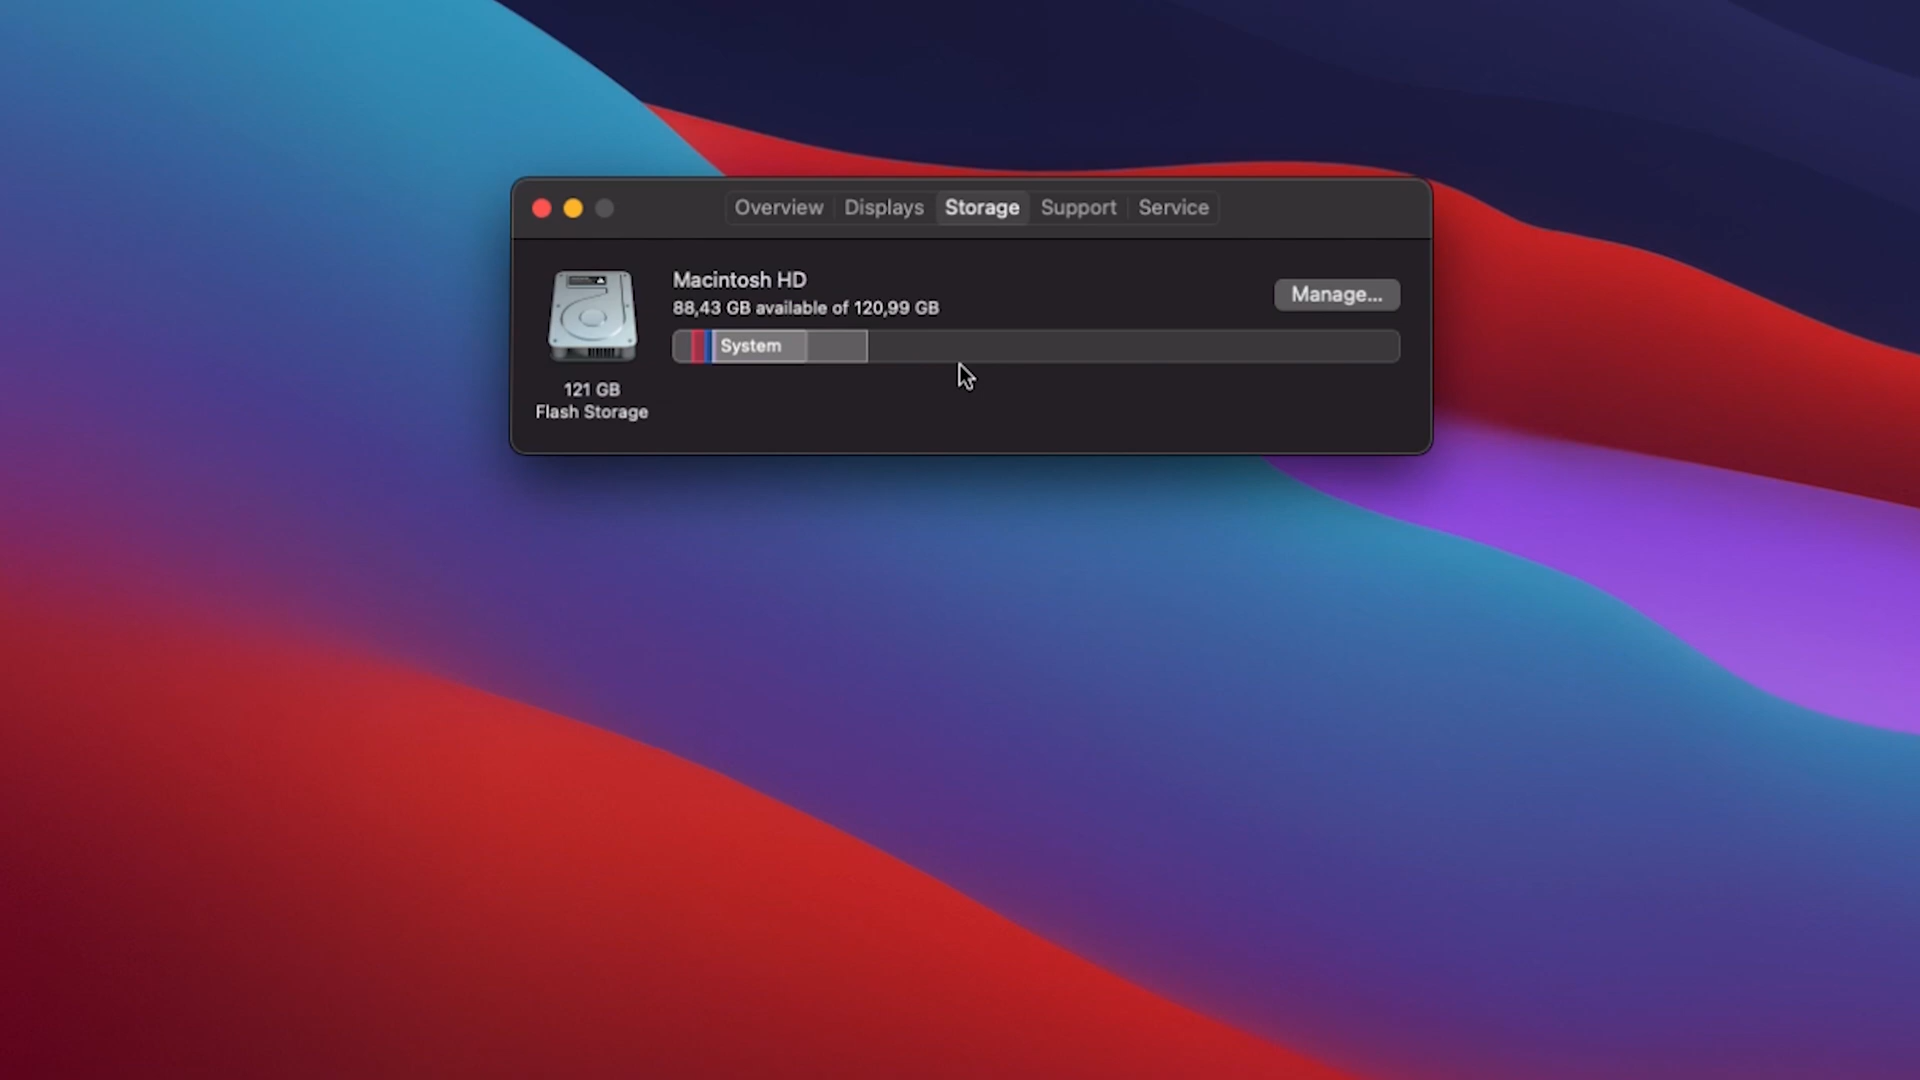 Overview Displays Storage Support Service
Macintosh HD
88,43 GB available of 120,99 GB
Manage...
System
121 GB
Flash Storage